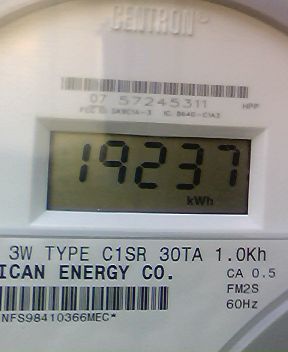 CENTRON
07 57245311 HPP
19237
kWh
3W TYPE C1SR 30TA 1.0Kh
ICAN ENERGY CO. CA 0.5
FM2S
60Hz
NFS98410366MEC*